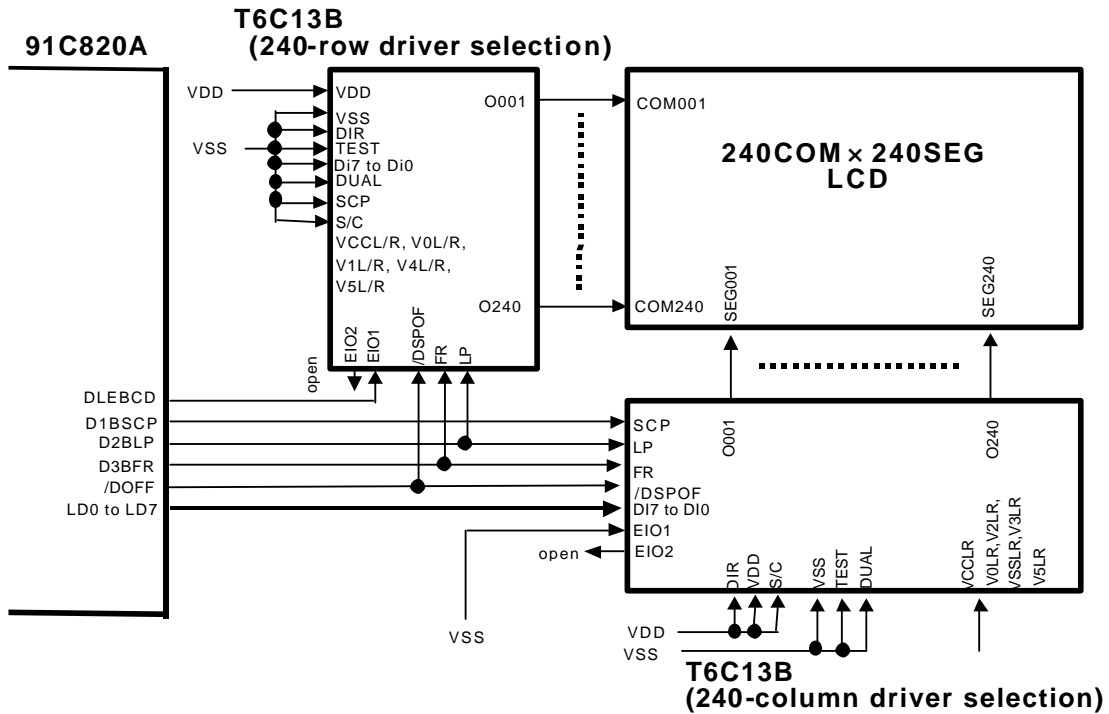 T6C13B
(240-row driver selection)
91C820A
VDD
VSS
VDD
VSS
DIR
TEST
Di7 to Di0
DUAL
SCP
S/C
VCCL/R, V0L/R,
V1L/R, V4L/R,
V5L/R
O001
O240
EIO2
EIO1
/DSPOF
FR
LP
open
COM001
COM240
240COM × 240SEG
LCD
SEG001
SEG240
DLEBCD
D1BSCP
D2BLP
D3BFR
/DOFF
LD0 to LD7
SCP
LP
FR
/DSPOF
DI7 to DI0
EIO1
EIO2
open
VSS
O001
O240
DIR
VDD
S/C
VSS
TEST
DUAL
VCCLR
V0LR,V2LR,
VSSLR,V3LR
V5LR
VDD
VSS
T6C13B
(240-column driver selection)